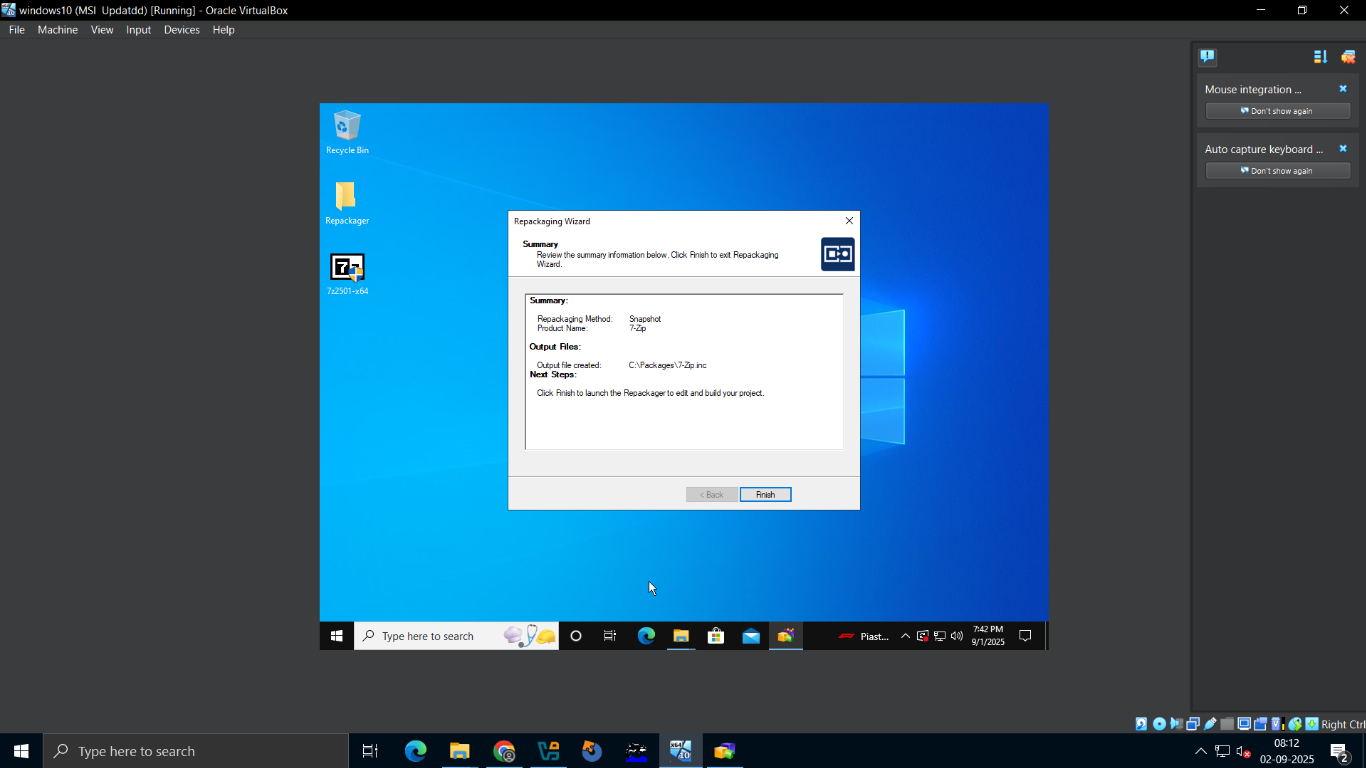 windows10 (MSI Updatdd) [Running] - Oracle VirtualBox
File Machine View Input Devices Help
Mouse integration ...
Don't show again
Auto capture keyboard ...
Don't show again
Recycle Bin
Repackager
7z2501-x64
Repackaging Wizard
Summary
Review the summary information below. Click Finish to exit Repackaging
Wizard.
Summary:
Repackaging Method: Snapshot
Product Name: 7-Zip
Output Files:
Output file created: C:\Packages\7-Zip.inc
Next Steps:
Click Finish to launch the Repackager to edit and build your project.
< Back Finish
Type here to search
Piast...
7:42 PM
9/1/2025
Right Ctrl
Type here to search
08:12
02-09-2025
2